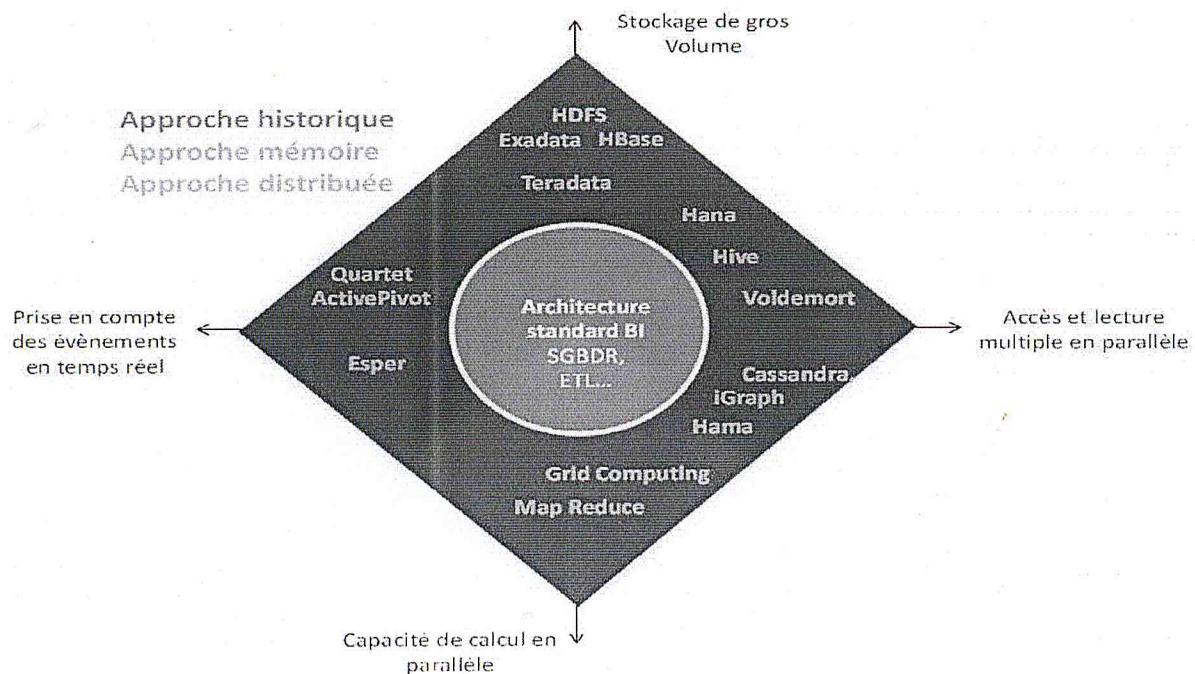 Stockage de gros
Volume
Approche historique
Approche mémoire
Approche distribuée
HDFS
Exadata HBase
Teradata
Hana
Hive
Voldemort
Quartet
ActivePivot
Esper
Architecture
standard BI
SGBDR,
ETL...
Prise en compte
des évènements
en temps réel
Accès et lecture
multiple en parallèle
Cassandra,
iGraph
Hama
Grid Computing
Map Reduce
Capacité de calcul en
parallèle